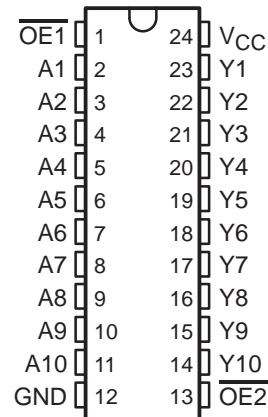 O̅E̅1̅ 1 24 VCC
A1 2 23 Y1
A2 3 22 Y2
A3 4 21 Y3
A4 5 20 Y4
A5 6 19 Y5
A6 7 18 Y6
A7 8 17 Y7
A8 9 16 Y8
A9 10 15 Y9
A10 11 14 Y10
GND 12 13 O̅E̅2̅